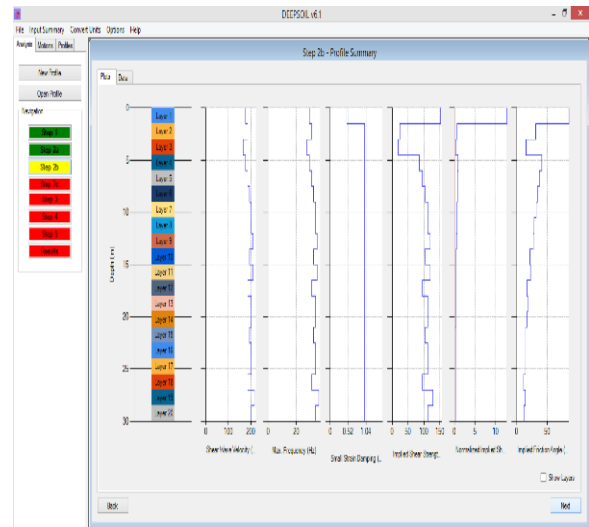 DEEPSOIL v6.1
File Input Summary Convert Units Options Help
Analysis Motions Profiles
New Profile
Open Profile
Navigation
Step 1
Step 2a
Step 2b
Step 2c
Step 3
Step 4
Step 5
Results
Step 2b - Profile Summary
Plots Data
Depth (m)
0
5
10
15
20
25
30
Layer 1
Layer 2
Layer 3
Layer 4
Layer 5
Layer 6
Layer 7
Layer 8
Layer 9
Layer 10
Layer 11
Layer 12
Layer 13
Layer 14
Layer 15
Layer 16
Layer 17
Layer 18
Layer 19
Layer 20
0 100 200
Shear Wave Velocity (...
0 20
Max. Frequency (Hz)
0 0.52 1.04
Small Strain Damping (...
0 50 100 150
Implied Shear Strengt...
0 5 10
Normalized Implied Sh...
0 50
Implied Friction Angle (...
Show Layers
Back
Next